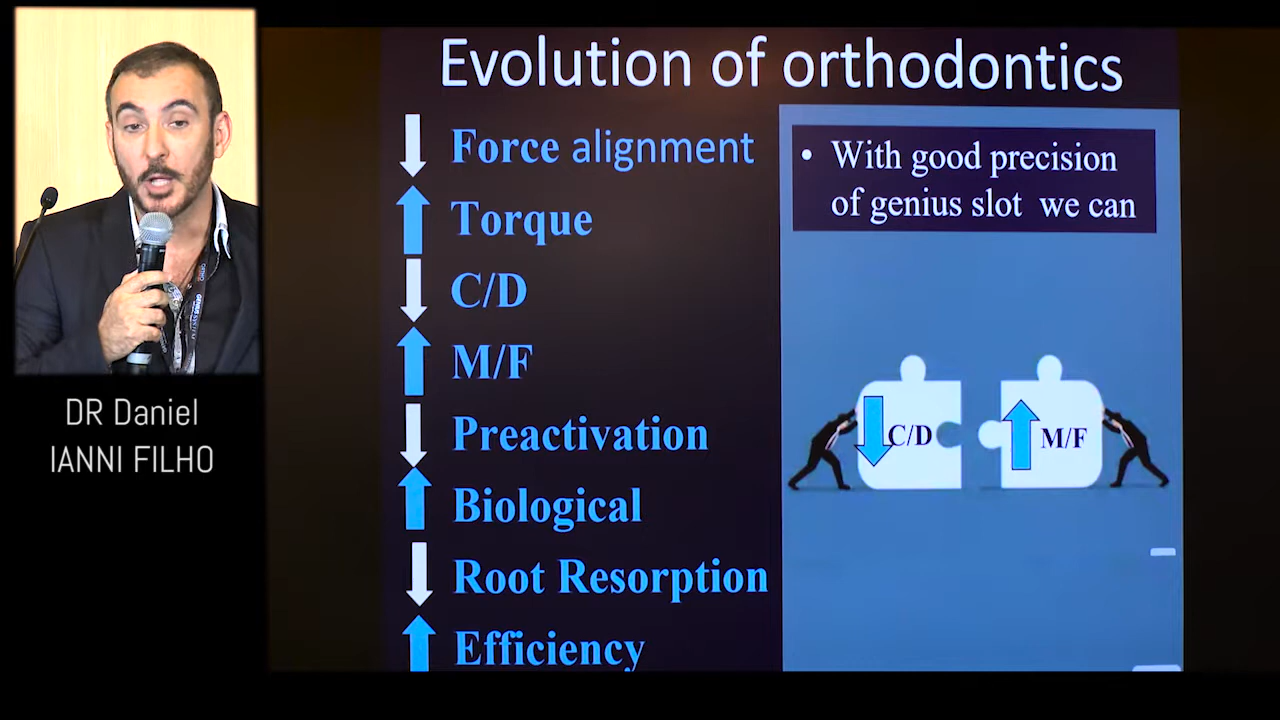 Evolution of orthodontics
Force alignment
Torque
C/D
M/F
Preactivation
Biological
Root Resorption
Efficiency
• With good precision
of genius slot we can
C/D
M/F
DR Daniel
IANNI FILHO